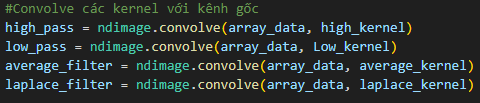 #Convolve các kernel với kênh gốc
high_pass = ndimage.convolve(array_data, high_kernel)
low_pass = ndimage.convolve(array_data, Low_kernel)
average_filter = ndimage.convolve(array_data, average_kernel)
laplace_filter = ndimage.convolve(array_data, laplace_kernel)